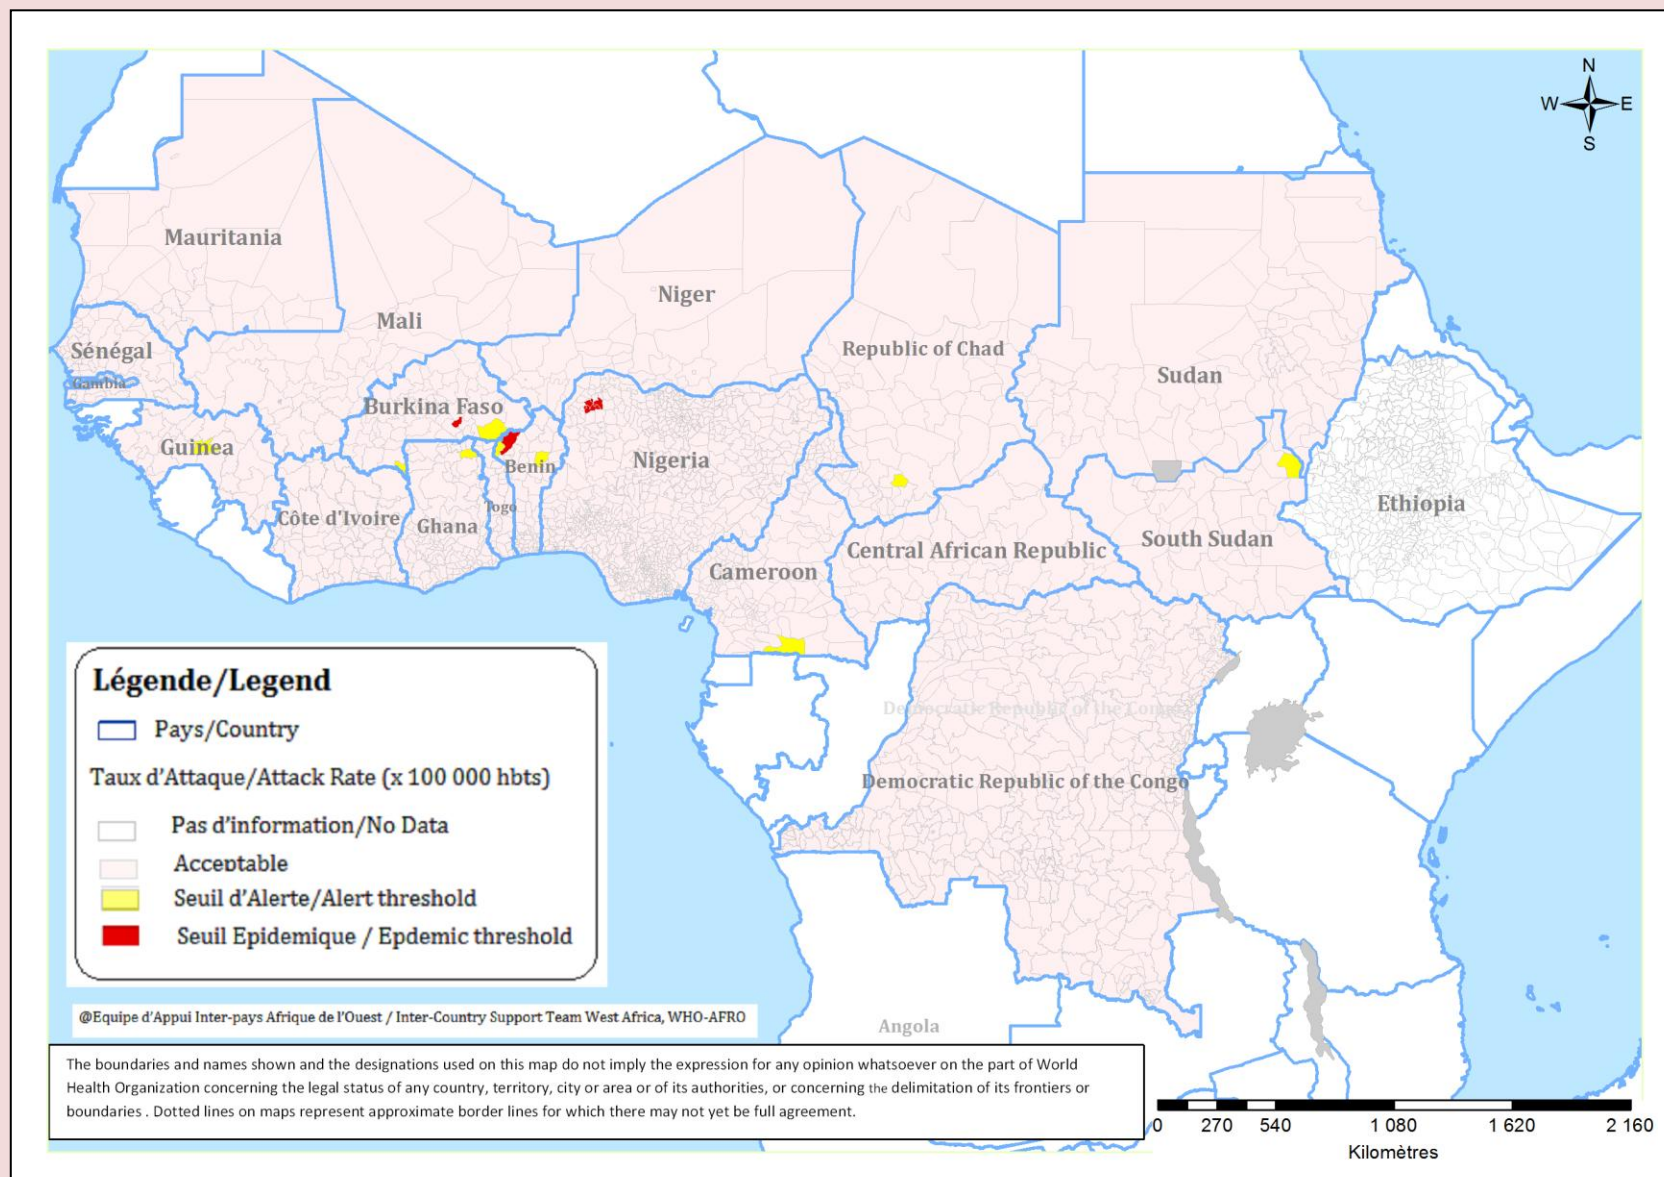 N
W E
S
Mauritania
Niger
Mali
Sénégal
Republic of Chad
Gambia
Sudan
Burkina Faso
Guinea
Nigeria
Benin
Ethiopia
Togo
Côte d'Ivoire
Ghana
South Sudan
Central African Republic
Cameroon
Democratic Republic of the Congo
Democratic Republic of the Congo
Angola
Légende/Legend
Pays/Country
Taux d'Attaque/Attack Rate (x 100 000 hbts)
Pas d'information/No Data
Acceptable
Seuil d'Alerte/Alert threshold
Seuil Epidemique / Epdemic threshold
@Equipe d'Appui Inter-pays Afrique de l'Ouest / Inter-Country Support Team West Africa, WHO-AFRO
The boundaries and names shown and the designations used on this map do not imply the expression for any opinion whatsoever on the part of World
Health Organization concerning the legal status of any country, territory, city or area or of its authorities, or concerning the delimitation of its frontiers or
boundaries . Dotted lines on maps represent approximate border lines for which there may not yet be full agreement.
0 270 540 1 080 1 620 2 160
Kilomètres